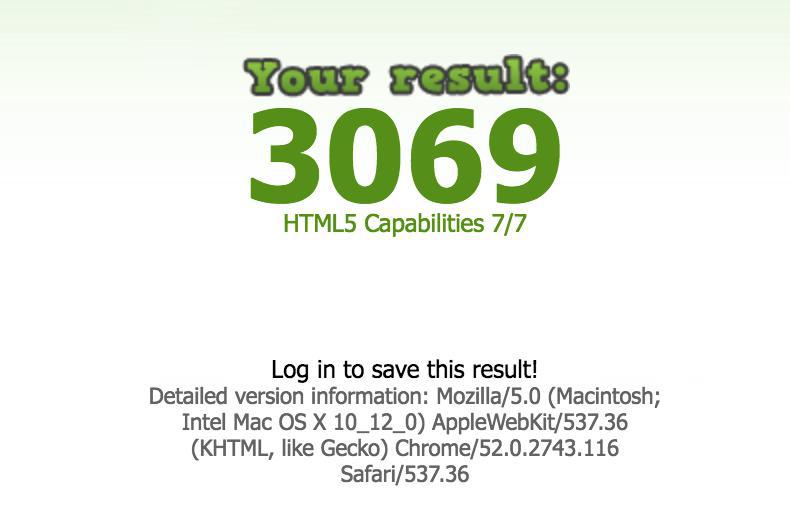 Your result:
3069
HTML5 Capabilities 7/7
Log in to save this result!
Detailed version information: Mozilla/5.0 (Macintosh;
Intel Mac OS X 10_12_0) AppleWebKit/537.36
(KHTML, like Gecko) Chrome/52.0.2743.116
Safari/537.36